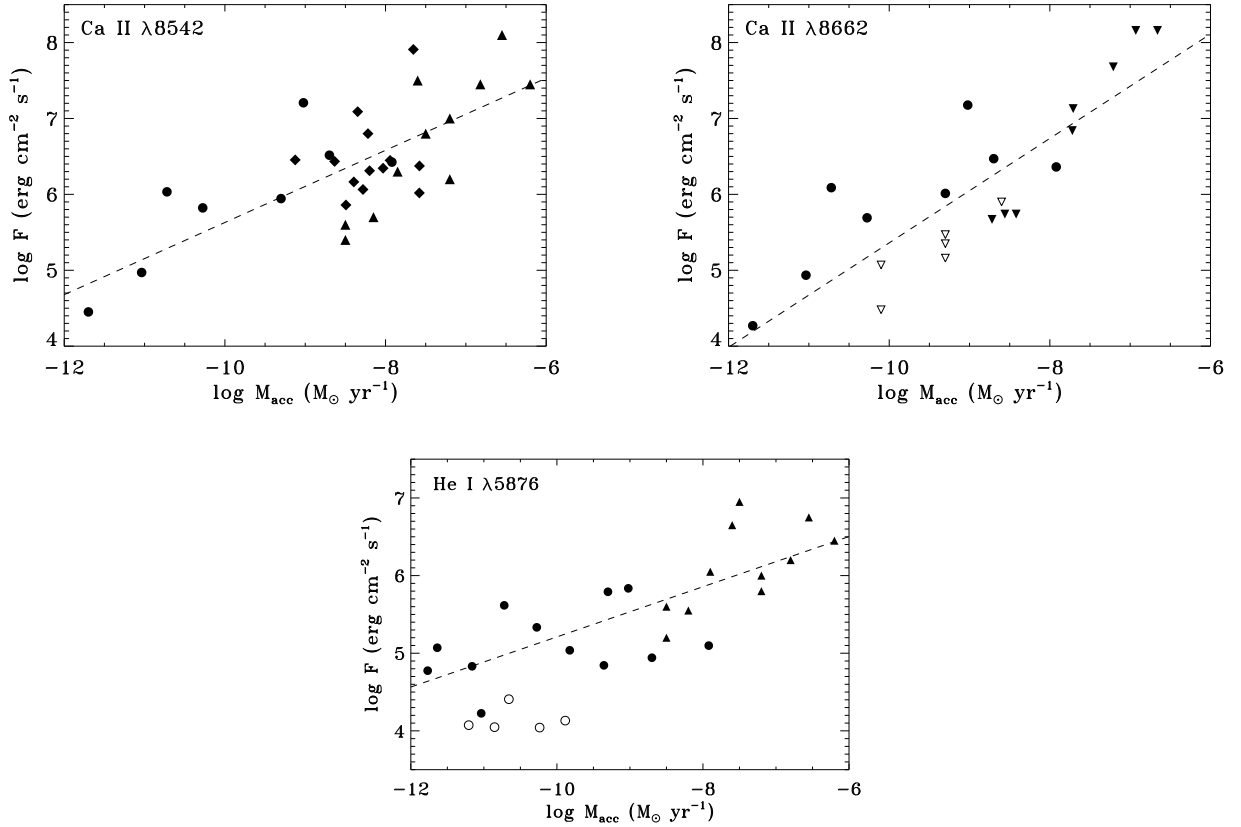 Ca II λ8542
log F (erg cm⁻² s⁻¹)
8
7
6
5
4
−12 −10 −8 −6
log M_acc (M_⊙ yr⁻¹)
Ca II λ8662
log F (erg cm⁻² s⁻¹)
8
7
6
5
4
−12 −10 −8 −6
log M_acc (M_⊙ yr⁻¹)
He I λ5876
log F (erg cm⁻² s⁻¹)
7
6
5
4
−12 −10 −8 −6
log M_acc (M_⊙ yr⁻¹)